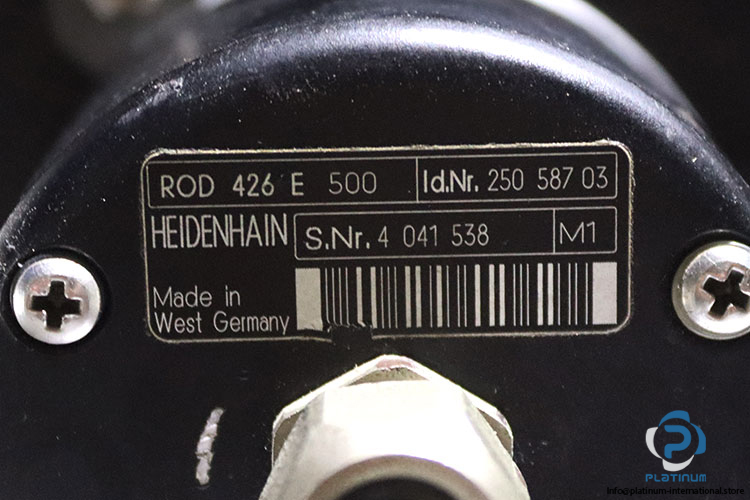 ROD 426 E 500 Id.Nr. 250 587 03
HEIDENHAIN S.Nr. 4 041 538 M1
Made in
West Germany
PLATINUM
info@platinum-international.store